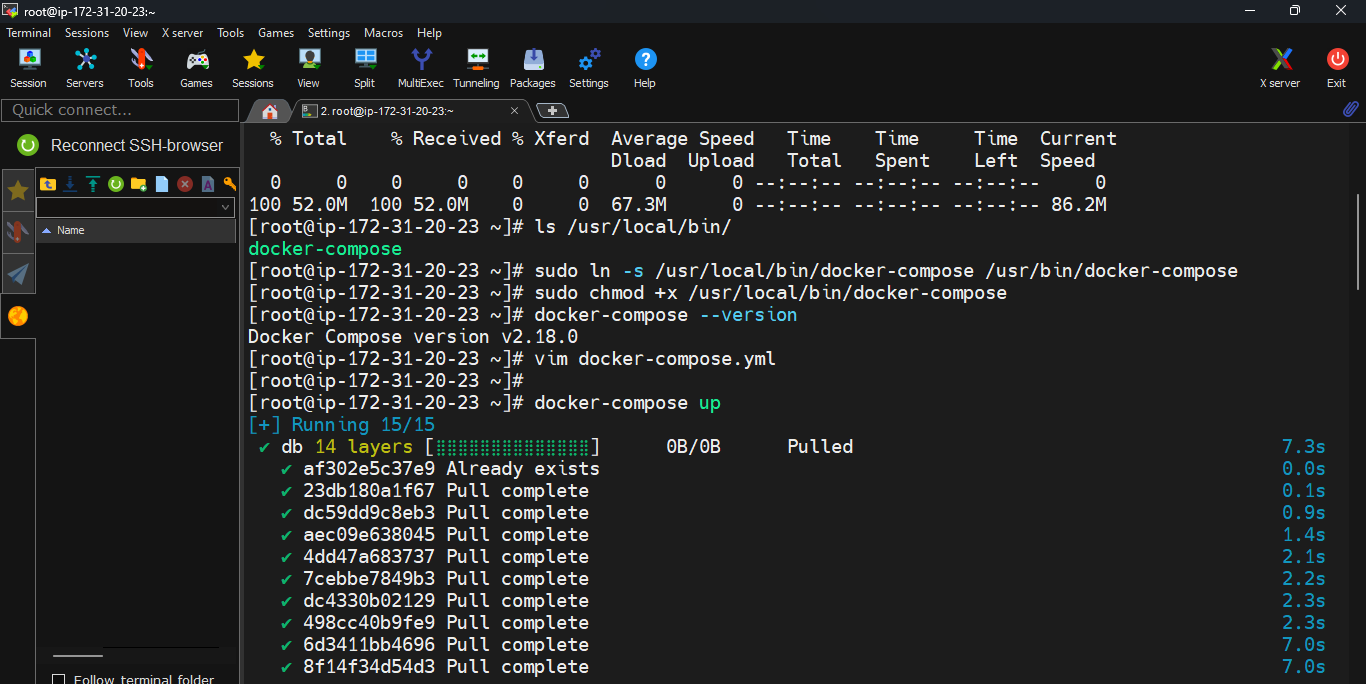 root@ip-172-31-20-23:~
Terminal Sessions View X server Tools Games Settings Macros Help
Session Servers Tools Games Sessions View Split MultiExec Tunneling Packages Settings Help X server Exit
Quick connect...
2. root@ip-172-31-20-23:~
Reconnect SSH-browser
Name
Follow terminal folder
% Total % Received % Xferd Average Speed Time Time Time Current
Dload Upload Total Spent Left Speed
0 0 0 0 0 0 0 0 --:--:-- --:--:-- --:--:-- 0
100 52.0M 100 52.0M 0 0 67.3M 0 --:--:-- --:--:-- --:--:-- 86.2M
[root@ip-172-31-20-23 ~]# ls /usr/local/bin/
docker-compose
[root@ip-172-31-20-23 ~]# sudo ln -s /usr/local/bin/docker-compose /usr/bin/docker-compose
[root@ip-172-31-20-23 ~]# sudo chmod +x /usr/local/bin/docker-compose
[root@ip-172-31-20-23 ~]# docker-compose --version
Docker Compose version v2.18.0
[root@ip-172-31-20-23 ~]# vim docker-compose.yml
[root@ip-172-31-20-23 ~]#
[root@ip-172-31-20-23 ~]# docker-compose up
[+] Running 15/15
✔ db 14 layers [⣿⣿⣿⣿⣿⣿⣿⣿⣿⣿⣿⣿⣿⣿] 0B/0B Pulled 7.3s
✔ af302e5c37e9 Already exists 0.0s
✔ 23db180a1f67 Pull complete 0.1s
✔ dc59dd9c8eb3 Pull complete 0.9s
✔ aec09e638045 Pull complete 1.4s
✔ 4dd47a683737 Pull complete 2.1s
✔ 7cebbe7849b3 Pull complete 2.2s
✔ dc4330b02129 Pull complete 2.3s
✔ 498cc40b9fe9 Pull complete 2.3s
✔ 6d3411bb4696 Pull complete 7.0s
✔ 8f14f34d54d3 Pull complete 7.0s